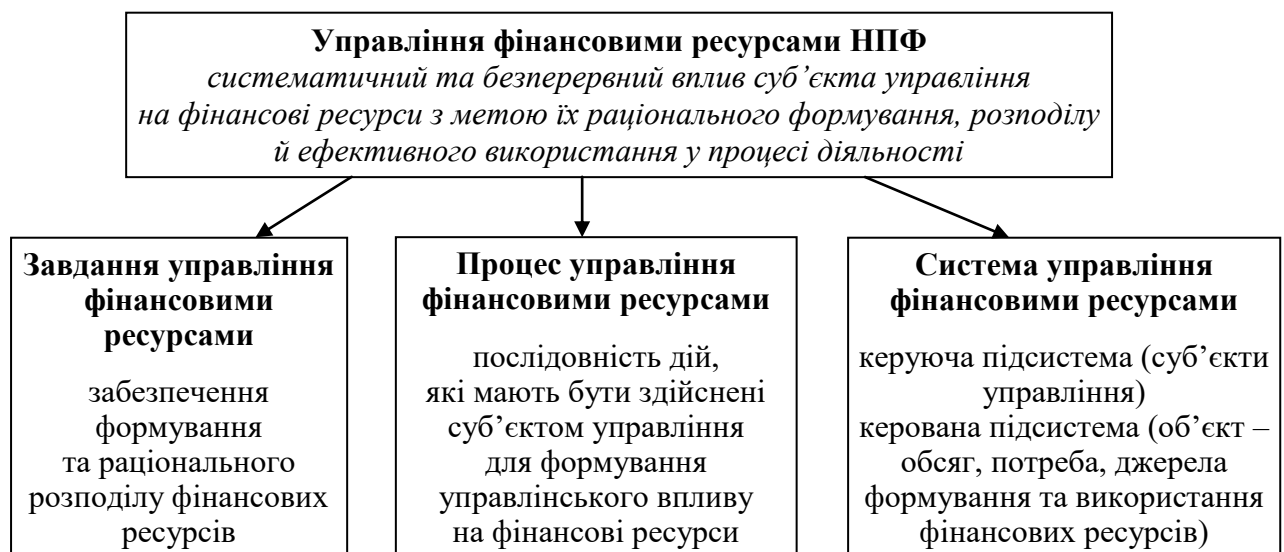 Управління фінансовими ресурсами НПФ
систематичний та безперервний вплив суб’єкта управління
на фінансові ресурси з метою їх раціонального формування, розподілу
й ефективного використання у процесі діяльності
Завдання управління
фінансовими
ресурсами
забезпечення
формування
та раціонального
розподілу фінансових
ресурсів
Процес управління
фінансовими ресурсами
послідовність дій,
які мають бути здійснені
суб’єктом управління
для формування
управлінського впливу
на фінансові ресурси
Система управління
фінансовими ресурсами
керуюча підсистема (суб’єкти
управління)
керована підсистема (об’єкт –
обсяг, потреба, джерела
формування та використання
фінансових ресурсів)